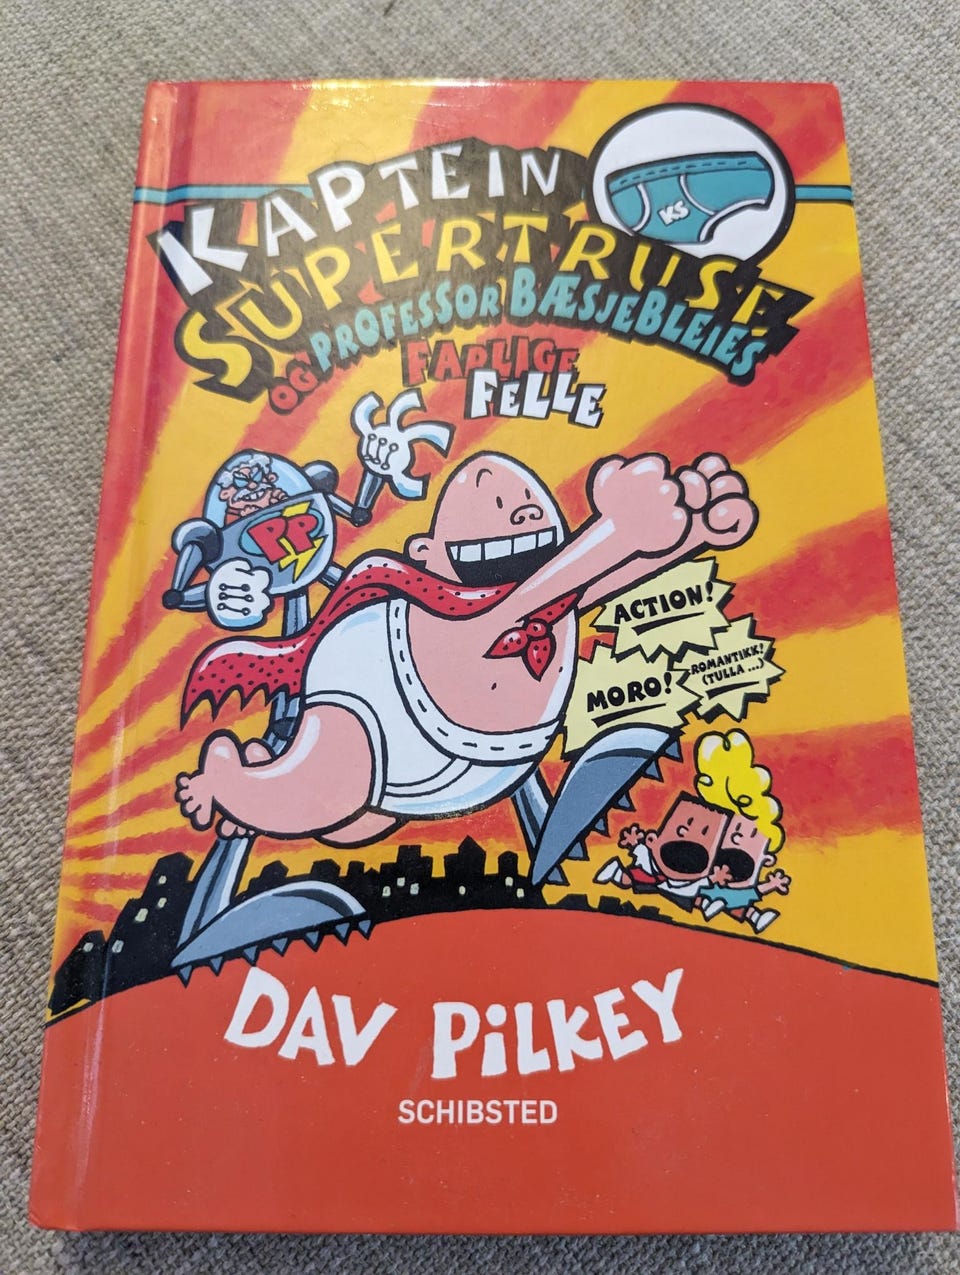 KAPTEIN
SUPERTRUSE
KS
OG PROFESSOR BÆSJEBLEIES
FARLIGE
FELLE
PP
ACTION!
MORO!
ROMANTIKK!
(TULLA ...)
DAV PiLKEY
SCHIBSTED